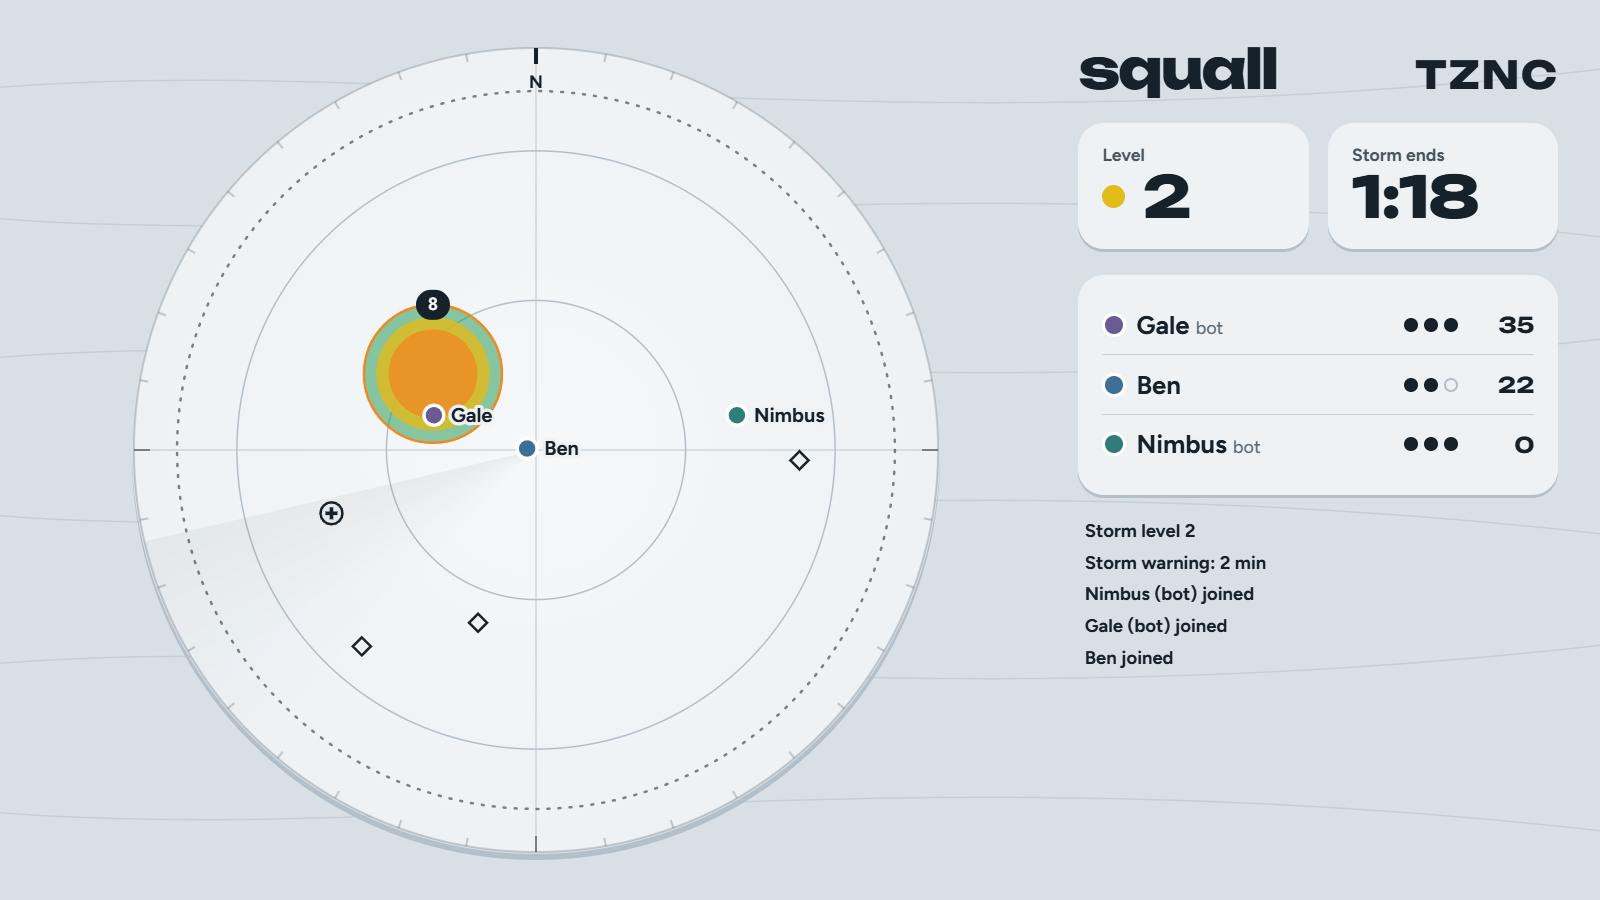 N
8
Gale
Nimbus
Ben
squall
TZNC
Level
2
Storm ends
1:18
Gale bot 35
Ben 22
Nimbus bot 0
Storm level 2
Storm warning: 2 min
Nimbus (bot) joined
Gale (bot) joined
Ben joined